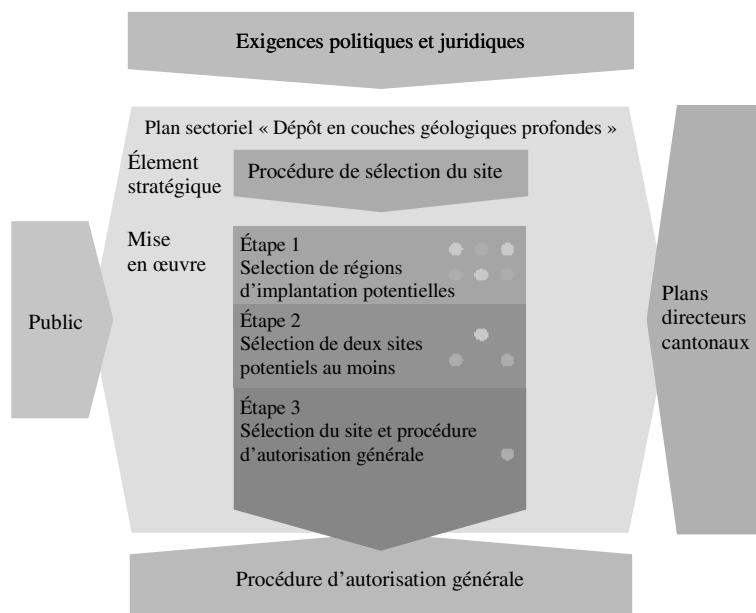 Exigences politiques et juridiques
Plan sectoriel « Dépôt en couches géologiques profondes »
Élement
stratégique
Procédure de sélection du site
Mise
en œuvre
Étape 1
Selection de régions
d’implantation potentielles
Étape 2
Sélection de deux sites
potentiels au moins
Étape 3
Sélection du site et procédure
d’autorisation générale
Public
Plans
directeurs
cantonaux
Procédure d’autorisation générale